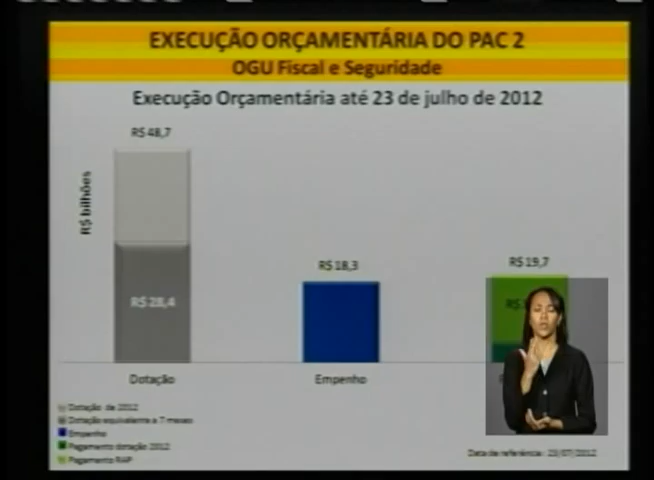 EXECUÇÃO ORÇAMENTÁRIA DO PAC 2
OGU Fiscal e Seguridade
Execução Orçamentária até 23 de julho de 2012
R$ 48,7
R$ bilhões
R$ 28,4
R$ 18,3
R$ 19,7
Dotação
Empenho
Dotação de 2012
Dotação equivalente a 7 meses
Empenho
Pagamento dotação 2012
Pagamento RAP
Data de referência: 23/07/2012